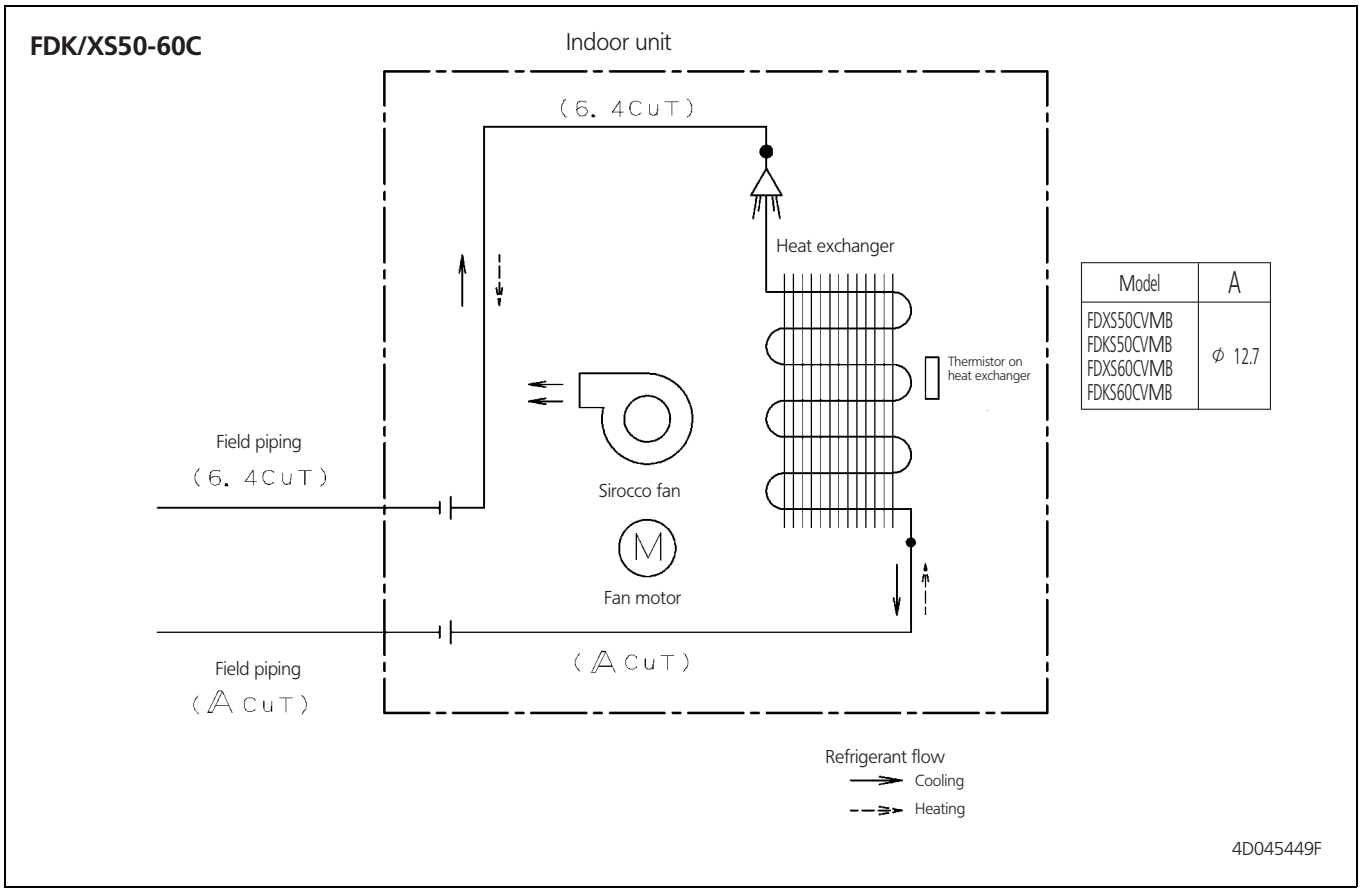 FDK/XS50-60C
Indoor unit
(6. 4CuT)
Heat exchanger
Thermistor on
heat exchanger
Model A
FDXS50CVMB
FDKS50CVMB
FDXS60CVMB
FDKS60CVMB
φ 12.7
Field piping
(6. 4CuT)
Sirocco fan
M
Fan motor
Field piping
(A CuT)
(A CuT)
Refrigerant flow
Cooling
Heating
4D045449F